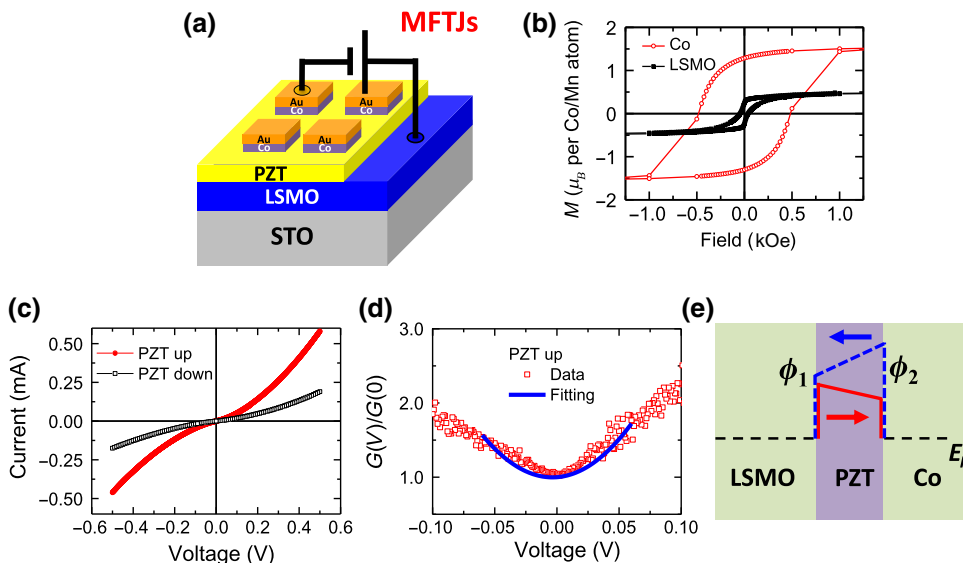 (a)
MFTJs
Au
Co
Au
Co
Au
Co
Au
Co
PZT
LSMO
STO
(b)
Co
LSMO
2
1
0
−1
−2
−1.0
−0.5
0.0
0.5
1.0
M (μB per Co/Mn atom)
Field (kOe)
(c)
PZT up
PZT down
0.50
0.25
0.00
−0.25
−0.50
−0.6
−0.4
−0.2
0.0
0.2
0.4
0.6
Current (mA)
Voltage (V)
(d)
PZT up
Data
Fitting
3.0
2.0
1.0
−0.10
−0.05
0.00
0.05
0.10
G(V)/G(0)
Voltage (V)
(e)
ϕ1
ϕ2
LSMO
PZT
Co